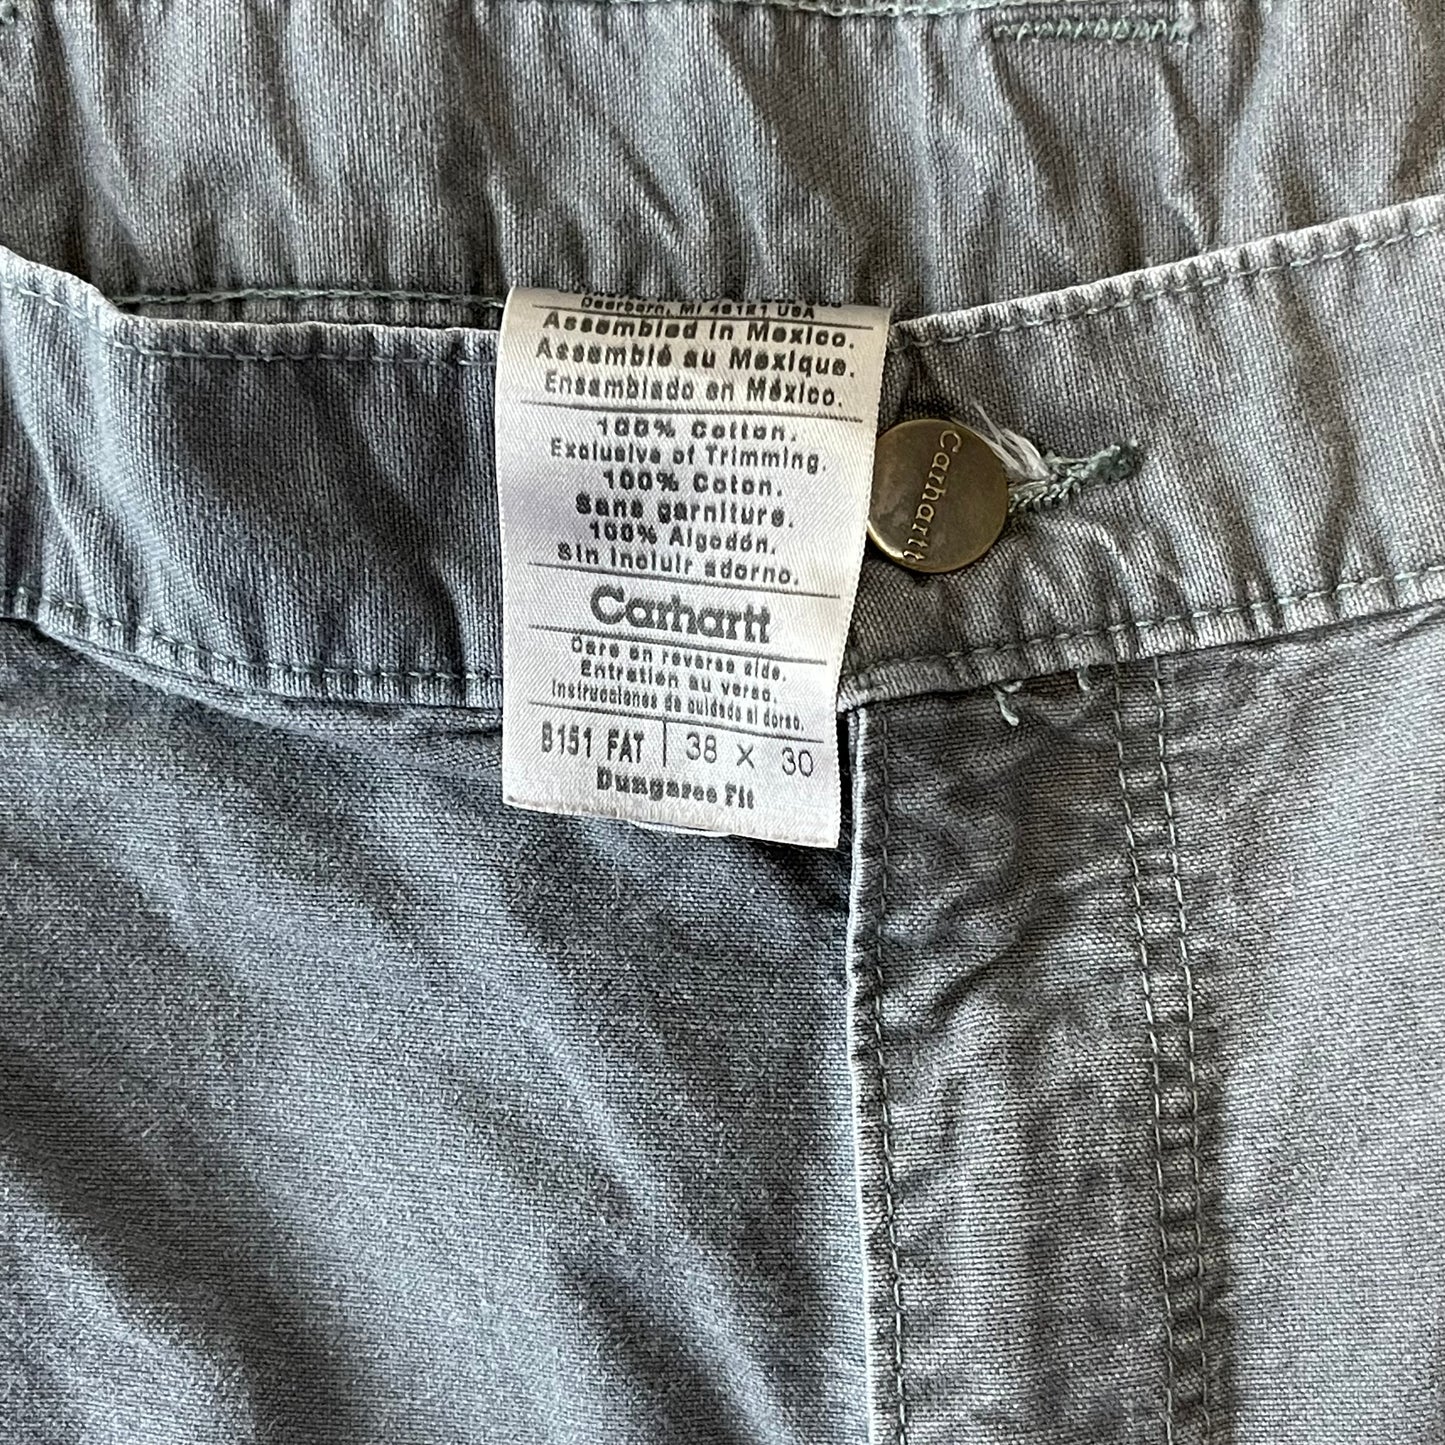 Dearborn, MI 48121 USA
Assembled in Mexico.
Assemblé au Mexique.
Ensamblado en México.
100% Cotton.
Exclusive of Trimming.
100% Coton.
Sans garniture.
100% Algodón.
Sin incluir adorno.
Carhartt
Care on reverse side.
Entretien au verso.
Instrucciones de cuidado al dorso.
B151 FAT | 38 X 30
Dungaree Fit
Carhartt